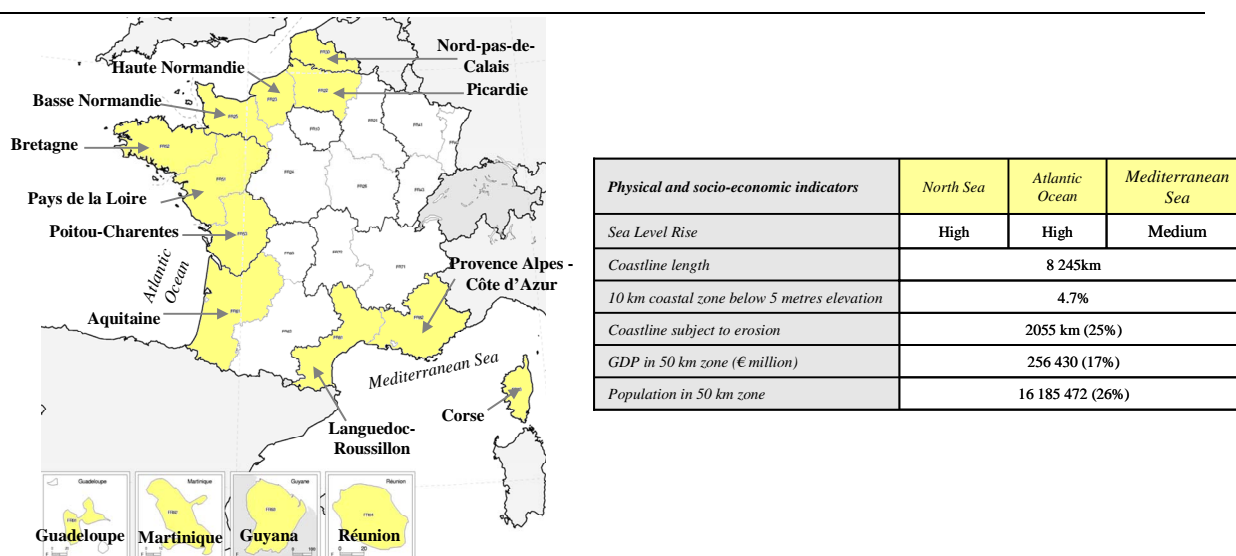 Nord-pas-de-
Calais
Haute Normandie
Picardie
Basse Normandie
Bretagne
Pays de la Loire
Poitou-Charentes
Atlantic
Ocean
Provence Alpes -
Côte d'Azur
Aquitaine
Mediterranean Sea
Corse
Languedoc-
Roussillon
Guadeloupe
Martinique
Guyane
Réunion
Guadeloupe
Martinique
Guyana
Réunion
Physical and socio-economic indicators North Sea Atlantic Ocean Mediterranean Sea
Sea Level Rise High High Medium
Coastline length 8 245km
10 km coastal zone below 5 metres elevation 4.7%
Coastline subject to erosion 2055 km (25%)
GDP in 50 km zone (€ million) 256 430 (17%)
Population in 50 km zone 16 185 472 (26%)